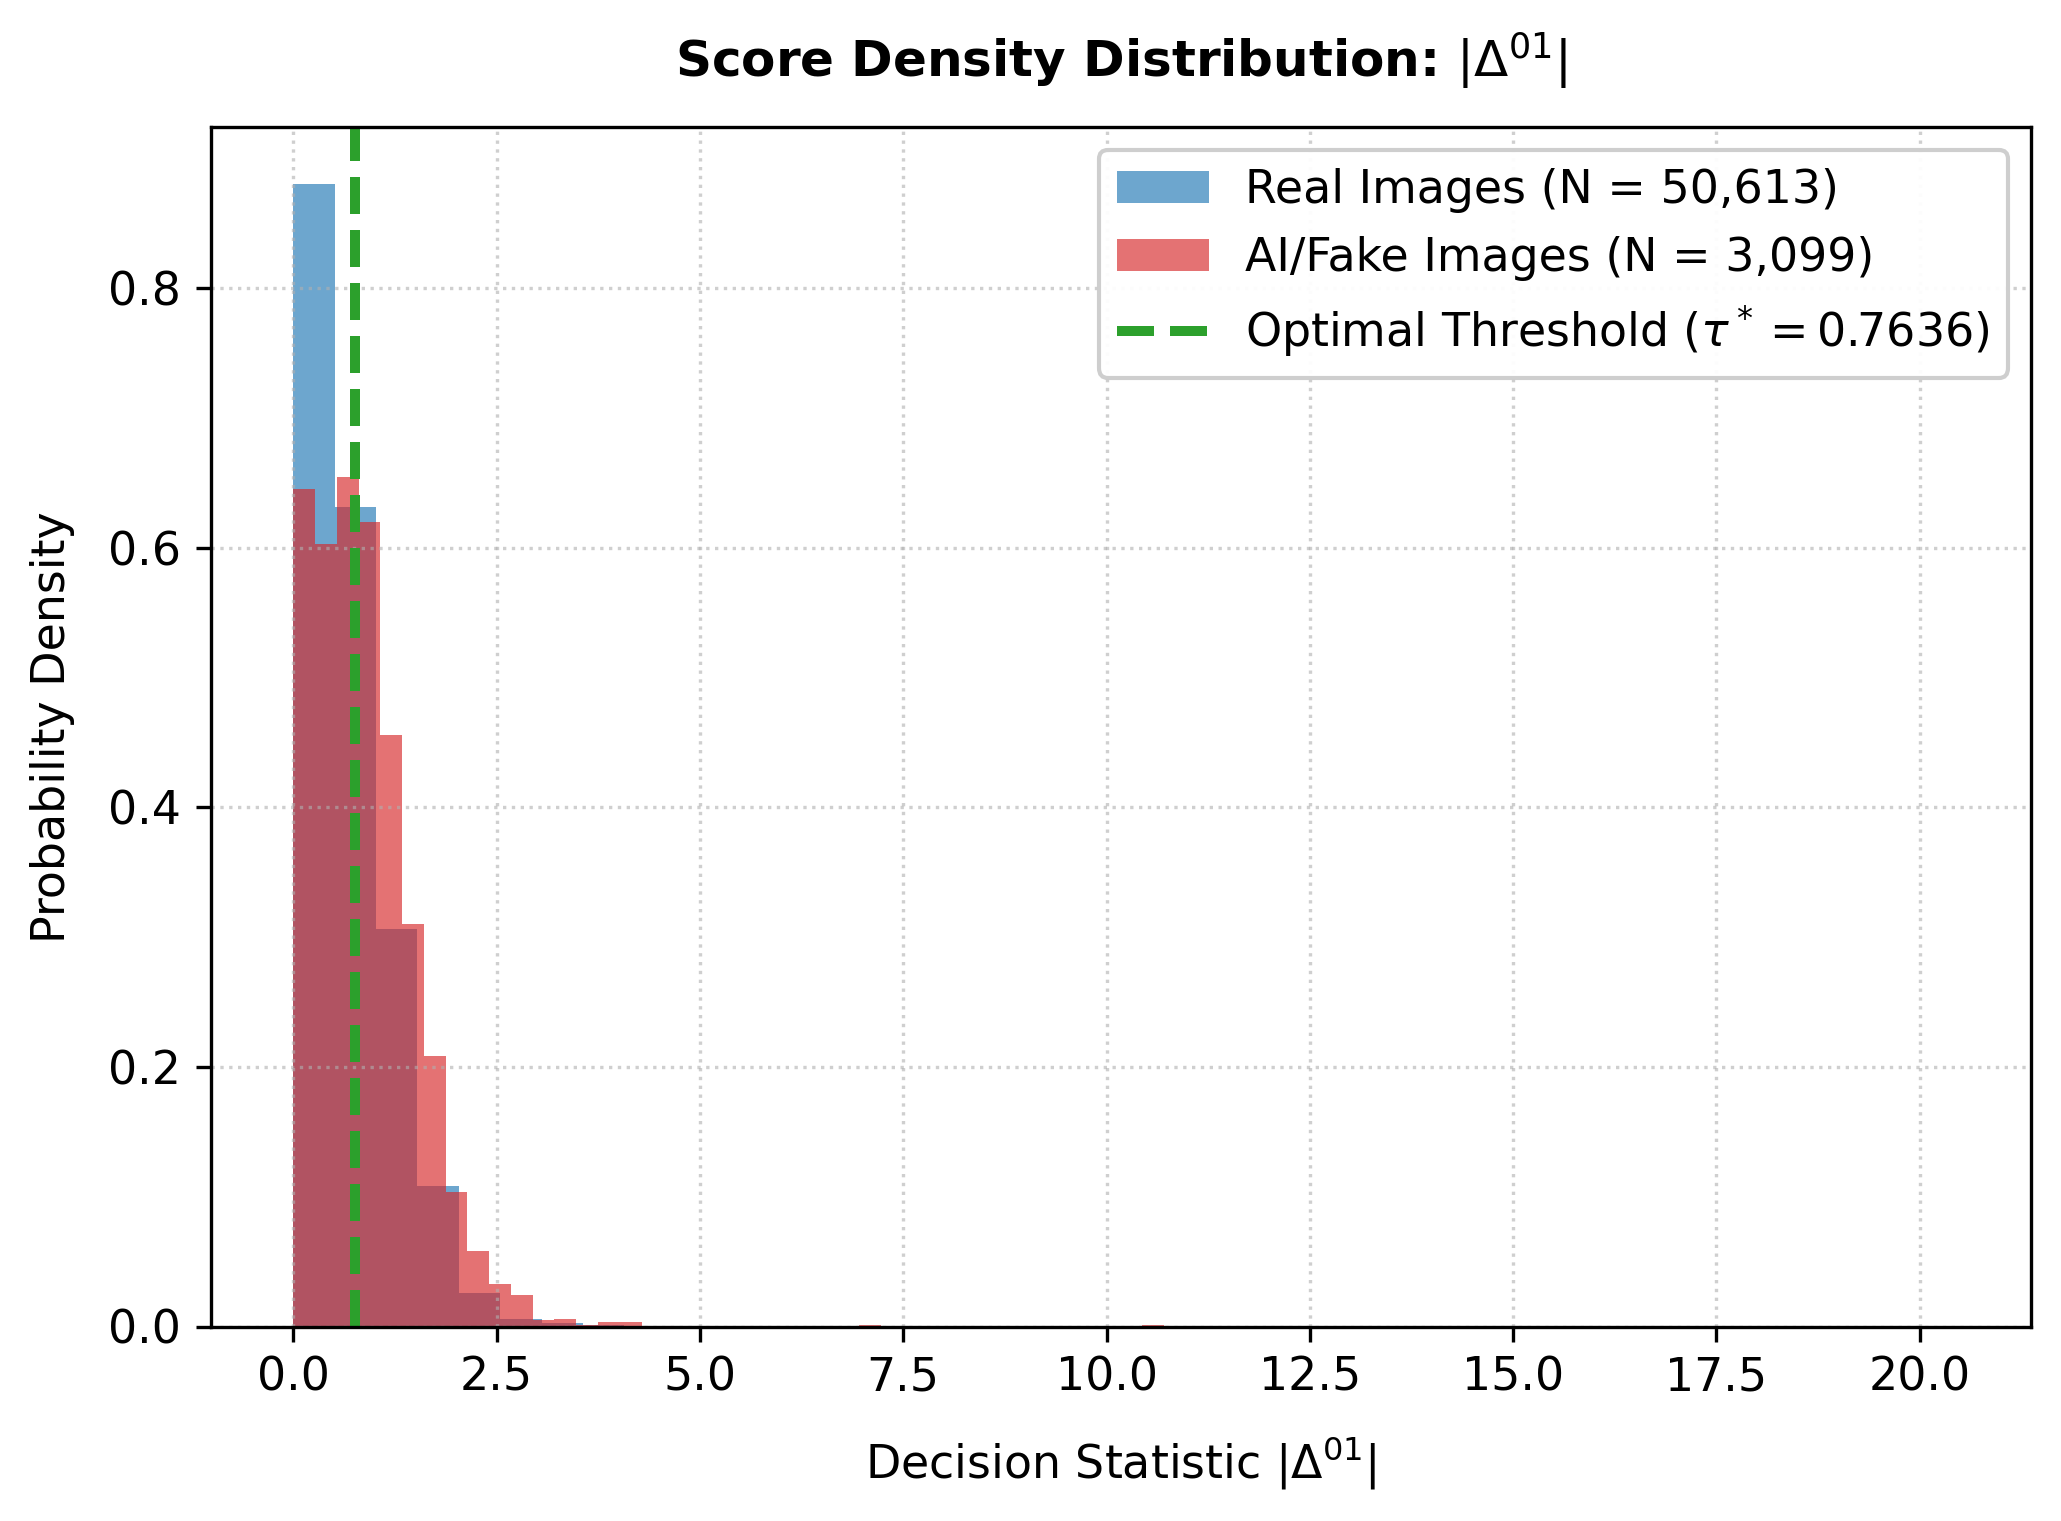 Score Density Distribution: |Δ⁰¹|
Real Images (N = 50,613)
AI/Fake Images (N = 3,099)
Optimal Threshold (τ* = 0.7636)
Probability Density
0.8
0.6
0.4
0.2
0.0
0.0 2.5 5.0 7.5 10.0 12.5 15.0 17.5 20.0
Decision Statistic |Δ⁰¹|